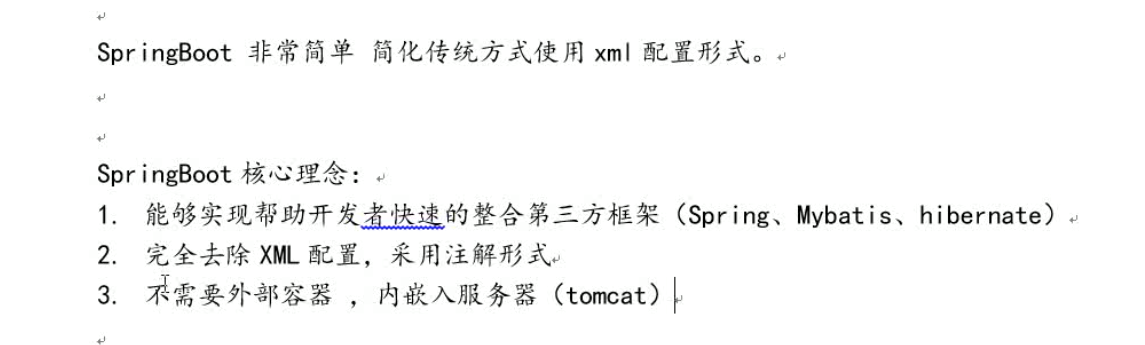 SpringBoot 非常简单 简化传统方式使用 xml 配置形式。
SpringBoot 核心理念：
1. 能够实现帮助开发者快速的整合第三方框架（Spring、Mybatis、hibernate）
2. 完全去除 XML 配置，采用注解形式
3. 不需要外部容器 ，内嵌入服务器（tomcat）